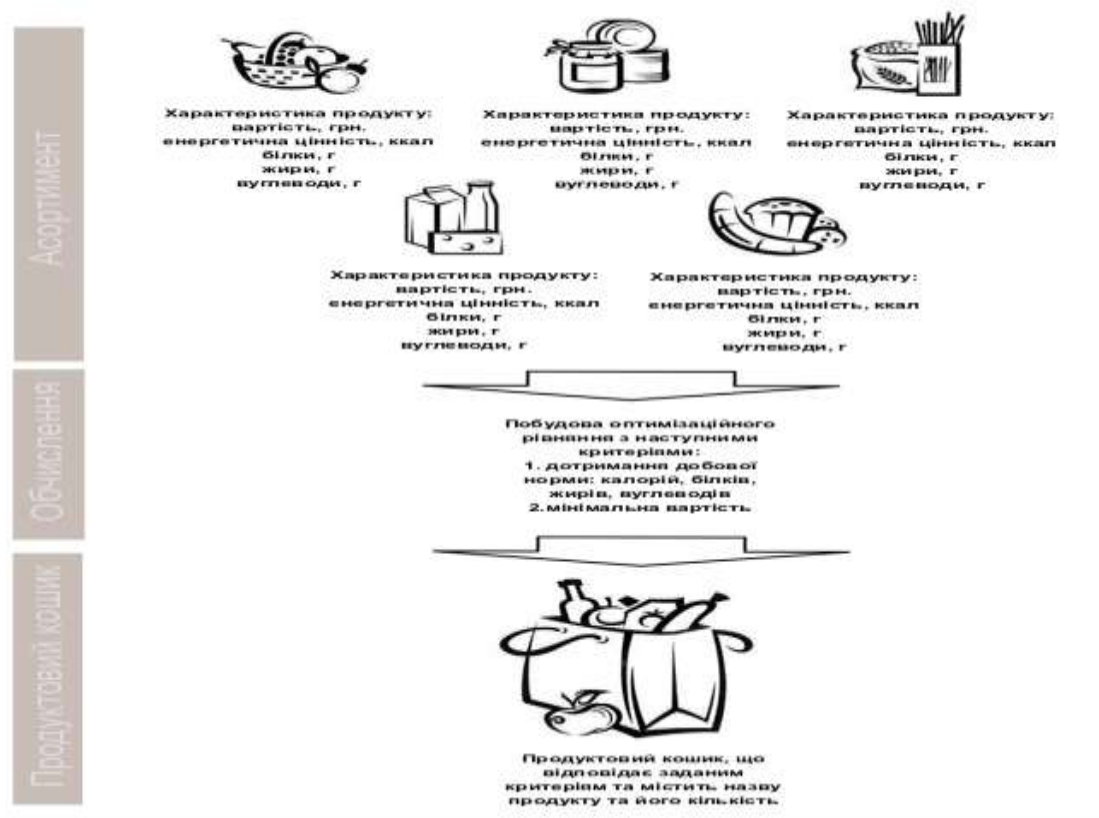 Асортимент
Характеристика продукту:
вартість, грн.
енергетична цінність, ккал
білки, г
жири, г
вуглеводи, г
Характеристика продукту:
вартість, грн.
енергетична цінність, ккал
білки, г
жири, г
вуглеводи, г
Характеристика продукту:
вартість, грн.
енергетична цінність, ккал
білки, г
жири, г
вуглеводи, г
Характеристика продукту:
вартість, грн.
енергетична цінність, ккал
білки, г
жири, г
вуглеводи, г
Характеристика продукту:
вартість, грн.
енергетична цінність, ккал
білки, г
жири, г
вуглеводи, г
Обчислення
Побудова оптимізаційного
рівняння з наступними
критеріями:
1. дотримання добової
норми: калорій, білків,
жирів, вуглеводів
2.мінімальна вартість
Продуктовий кошик
Продуктовий кошик, що
відповідає заданим
критеріям та містить назву
продукту та його кількість